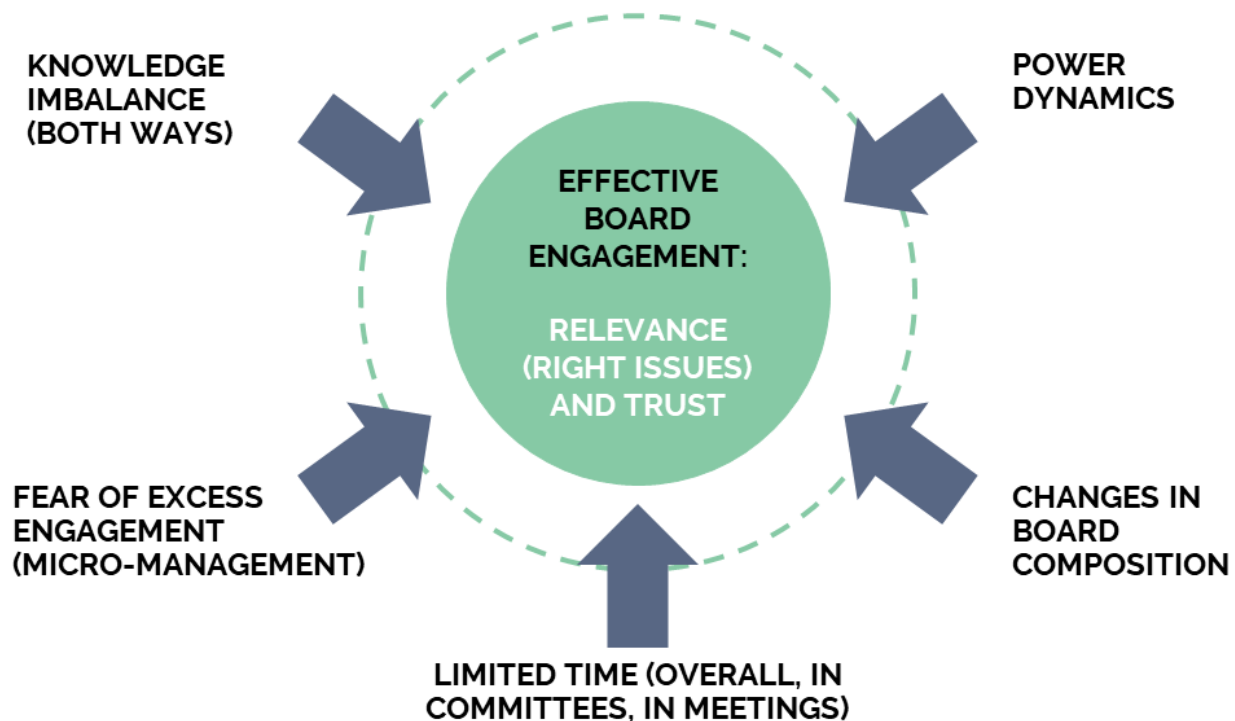 KNOWLEDGE
IMBALANCE
(BOTH WAYS)
POWER
DYNAMICS
EFFECTIVE
BOARD
ENGAGEMENT:
RELEVANCE
(RIGHT ISSUES)
AND TRUST
FEAR OF EXCESS
ENGAGEMENT
(MICRO-MANAGEMENT)
CHANGES IN
BOARD
COMPOSITION
LIMITED TIME (OVERALL, IN
COMMITTEES, IN MEETINGS)